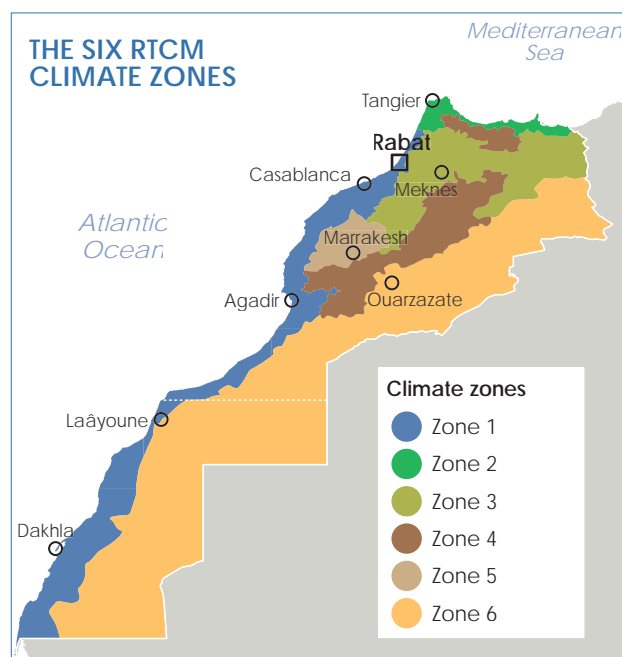 THE SIX RTCM
CLIMATE ZONES
Mediterranean
Sea
Tangier
Rabat
Casablanca
Meknes
Atlantic
Ocean
Marrakesh
Agadir
Ouarzazate
Laâyoune
Dakhla
Climate zones
Zone 1
Zone 2
Zone 3
Zone 4
Zone 5
Zone 6